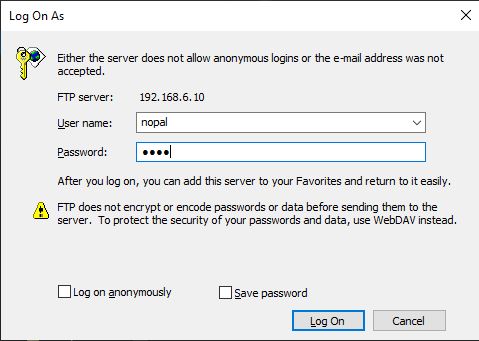 Log On As
Either the server does not allow anonymous logins or the e-mail address was not
accepted.
FTP server: 192.168.6.10
User name: nopal
Password: ●●●●
After you log on, you can add this server to your Favorites and return to it easily.
FTP does not encrypt or encode passwords or data before sending them to the
server. To protect the security of your passwords and data, use WebDAV instead.
Log on anonymously Save password
Log On Cancel